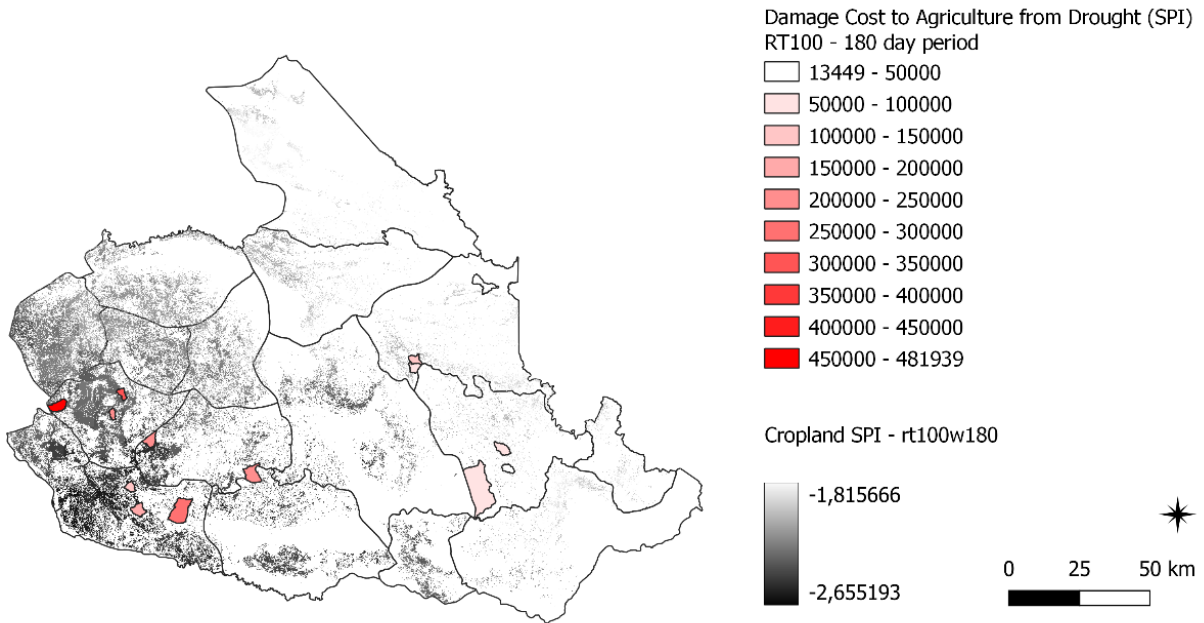 Damage Cost to Agriculture from Drought (SPI)
RT100 - 180 day period
13449 - 50000
50000 - 100000
100000 - 150000
150000 - 200000
200000 - 250000
250000 - 300000
300000 - 350000
350000 - 400000
400000 - 450000
450000 - 481939
Cropland SPI - rt100w180
-1,815666
-2,655193
0 25 50 km